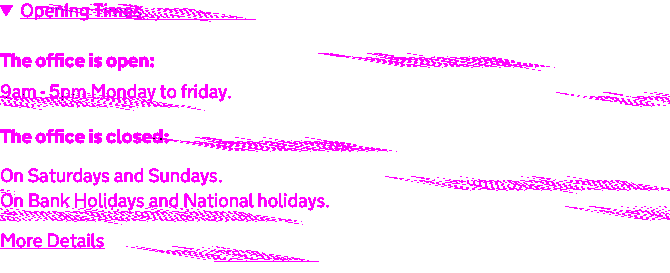 ▼ Opening Times
The office is open:
9am - 5pm Monday to friday.
The office is closed:
On Saturdays and Sundays.
On Bank Holidays and National holidays.
More Details